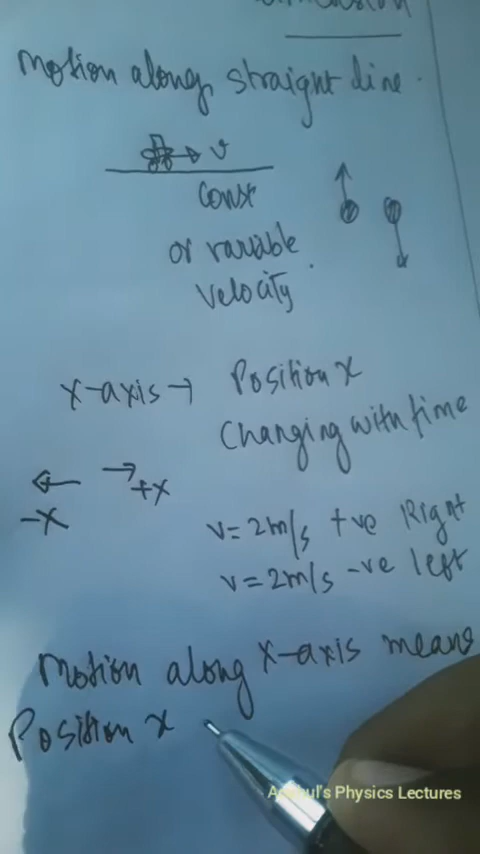 motion along straight line.
v
Const
or variable
velocity.
x-axis → Position x
Changing with time
← →
-x +x
v=2m/s +ve Right
v=2m/s -ve left
motion along x-axis means
Position x
Physics Lectures